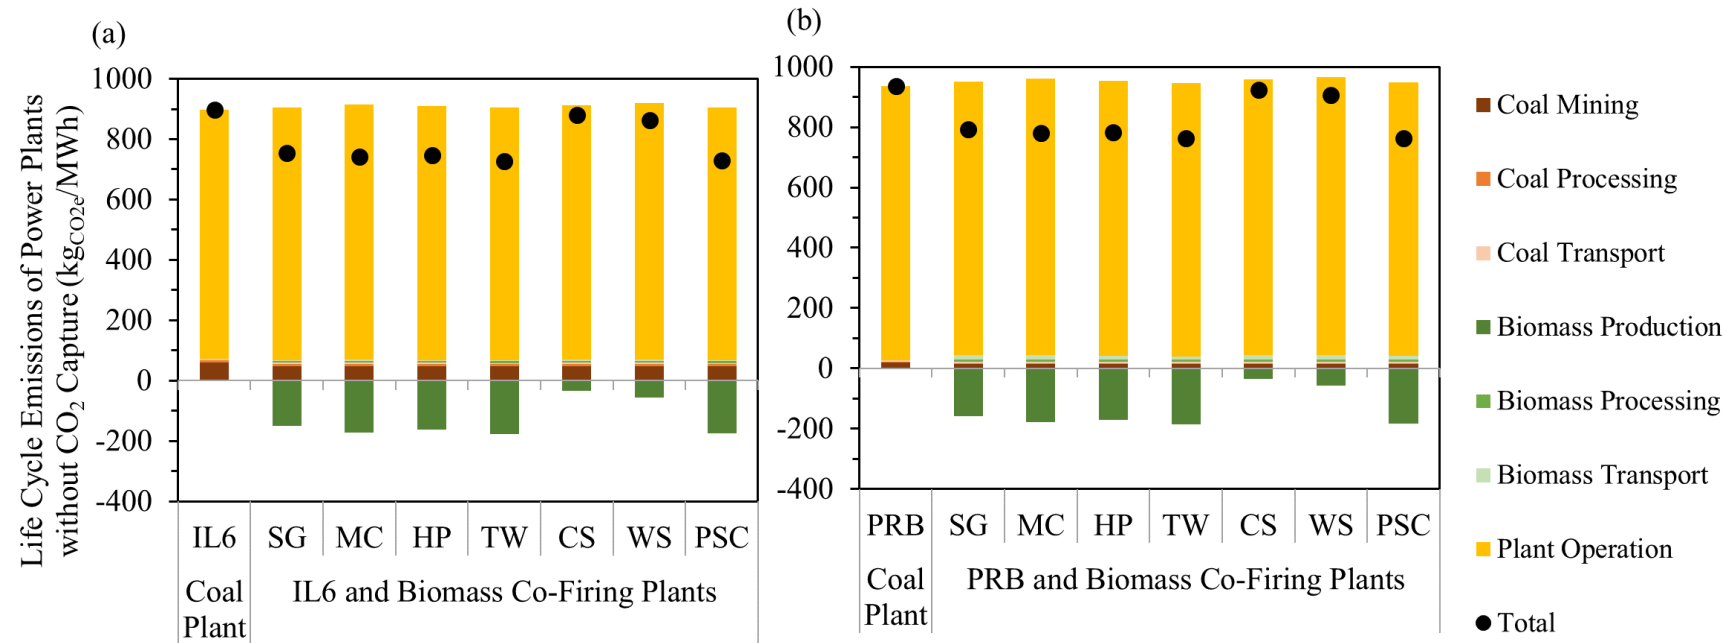 (a)
Life Cycle Emissions of Power Plants
without CO2 Capture (kgCO2e/MWh)
1000
800
600
400
200
0
-200
-400
IL6 SG MC HP TW CS WS PSC
Coal
Plant
IL6 and Biomass Co-Firing Plants
(b)
1000
800
600
400
200
0
-200
-400
PRB SG MC HP TW CS WS PSC
Coal
Plant
PRB and Biomass Co-Firing Plants
Coal Mining
Coal Processing
Coal Transport
Biomass Production
Biomass Processing
Biomass Transport
Plant Operation
Total